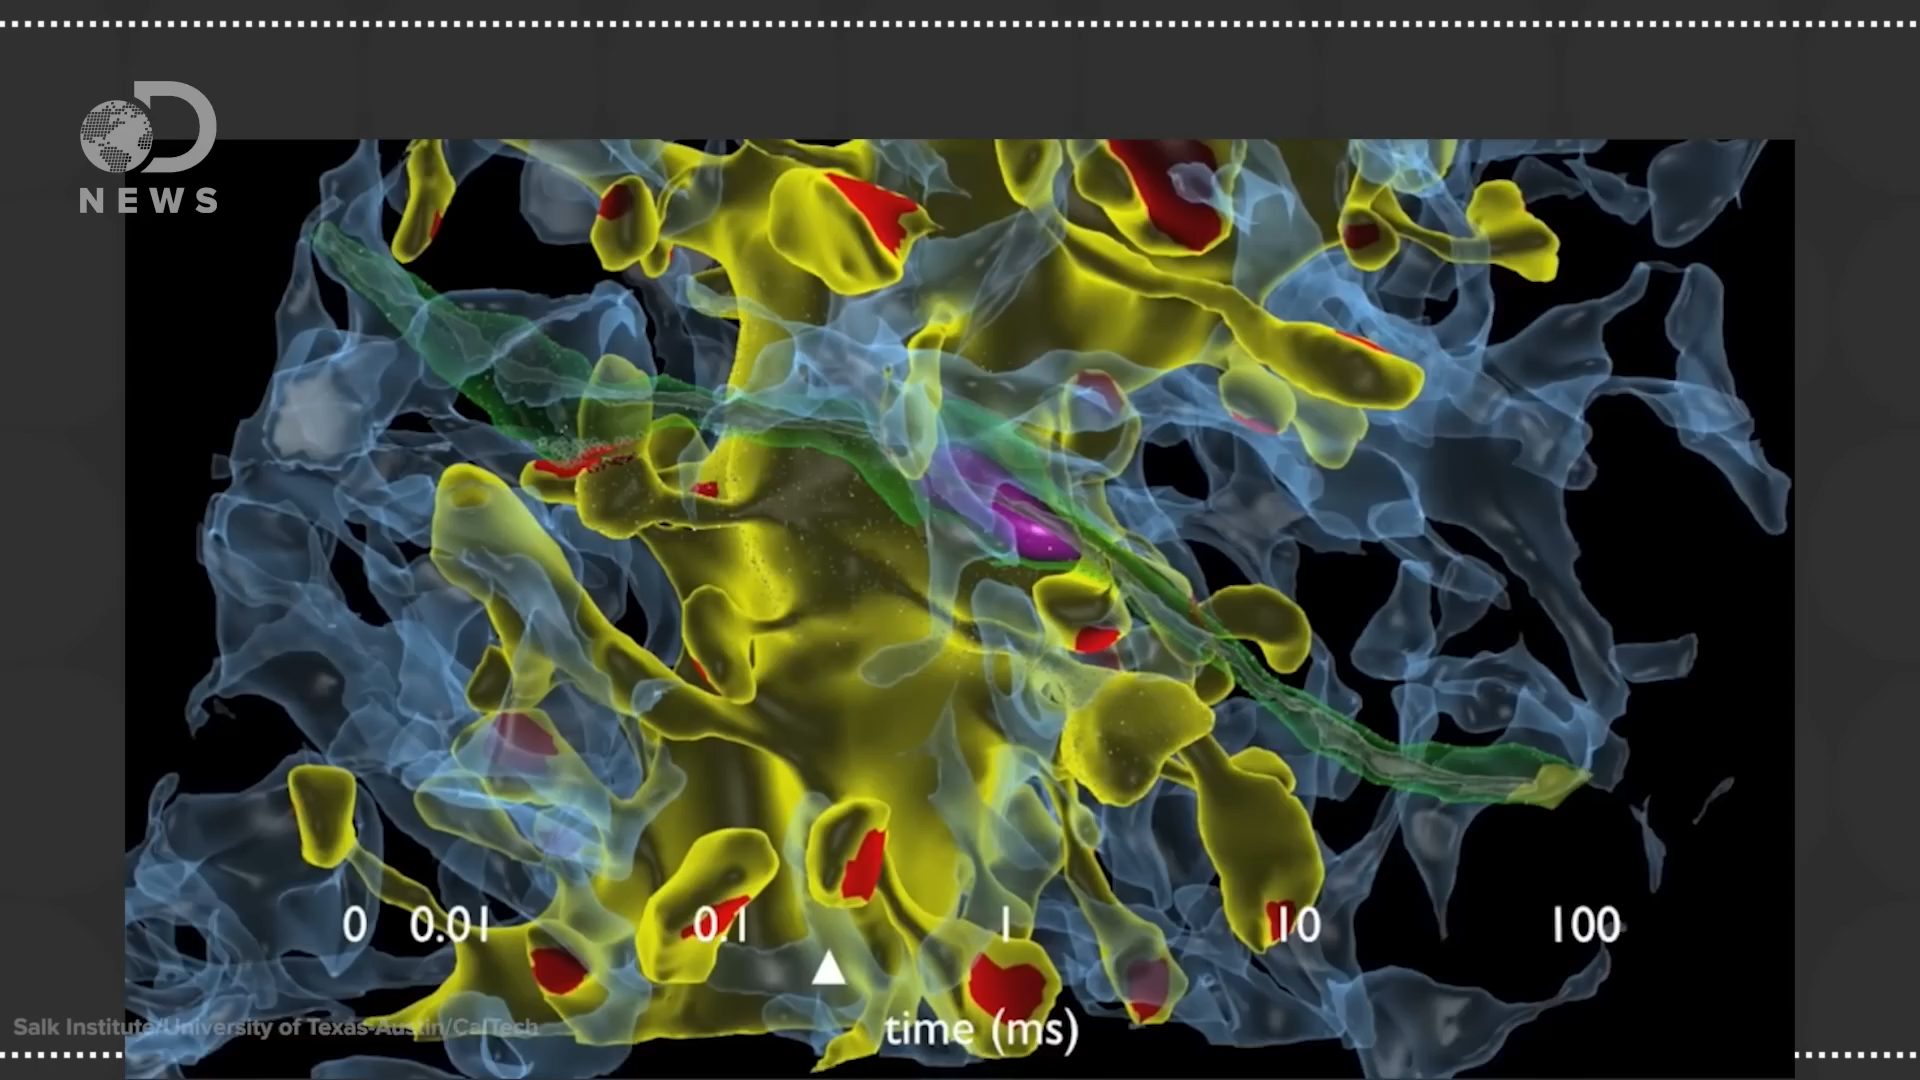 D
NEWS
0 0.01 0.1 1 10 100
time (ms)
Salk Institute/University of Texas-Austin/CalTech